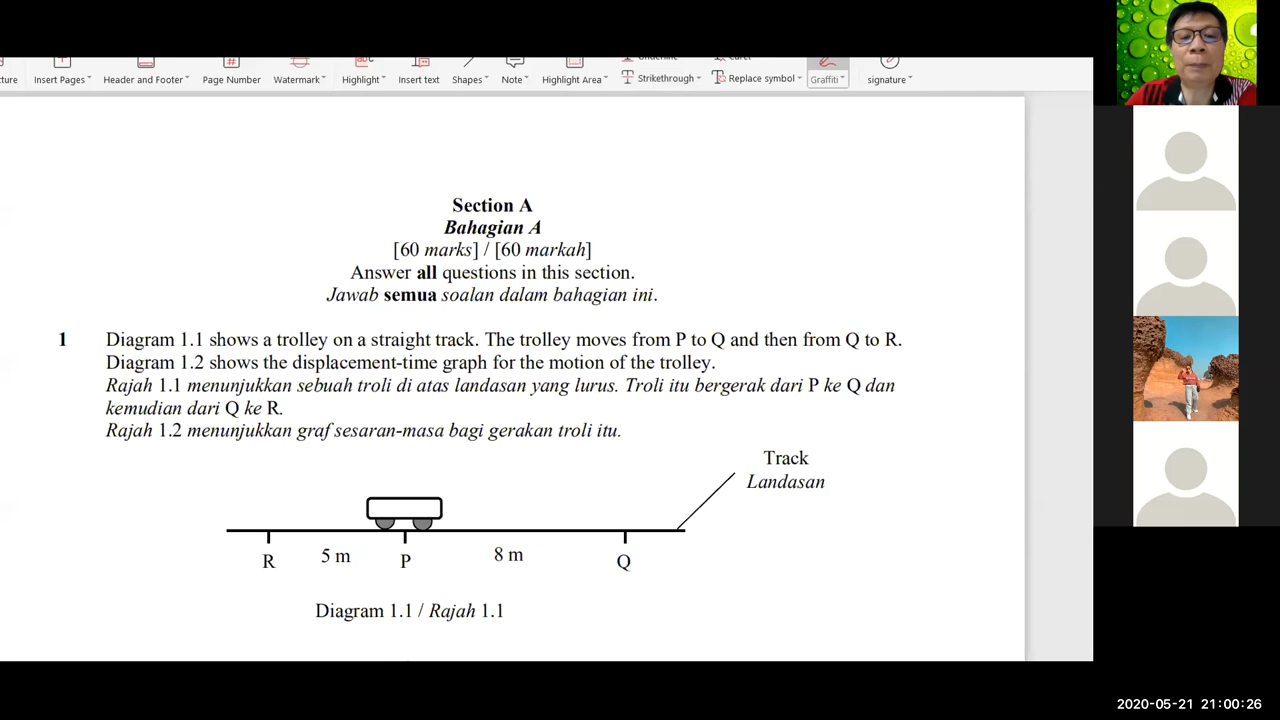 cture
Insert Pages
Header and Footer
Page Number
Watermark
Highlight
Insert text
Shapes
Note
Highlight Area
Strikethrough
Replace symbol
Graffiti
signature
Section A
Bahagian A
[60 marks] / [60 markah]
Answer all questions in this section.
Jawab semua soalan dalam bahagian ini.
1 Diagram 1.1 shows a trolley on a straight track. The trolley moves from P to Q and then from Q to R.
Diagram 1.2 shows the displacement-time graph for the motion of the trolley.
Rajah 1.1 menunjukkan sebuah troli di atas landasan yang lurus. Troli itu bergerak dari P ke Q dan
kemudian dari Q ke R.
Rajah 1.2 menunjukkan graf sesaran-masa bagi gerakan troli itu.
Track
Landasan
R 5 m P 8 m Q
Diagram 1.1 / Rajah 1.1
2020-05-21 21:00:26